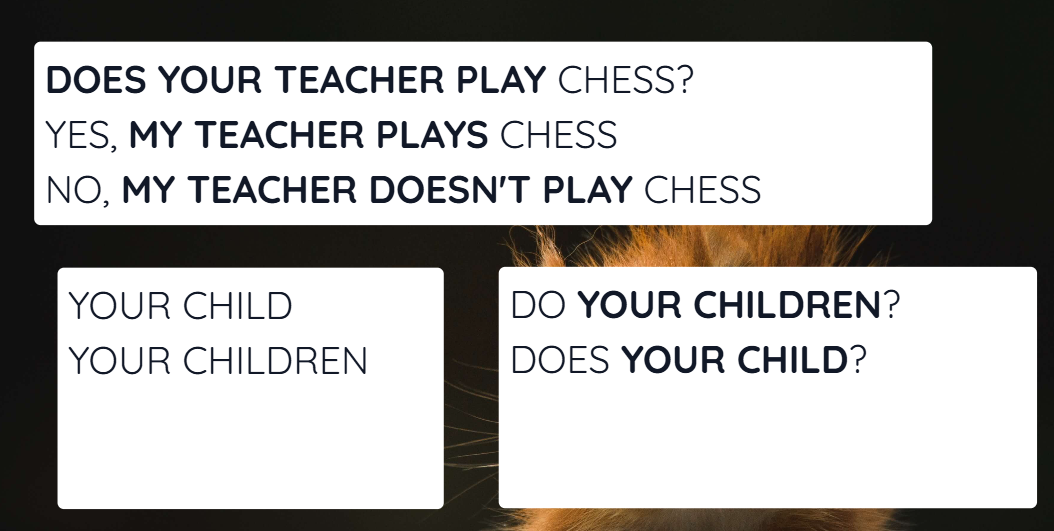 DOES YOUR TEACHER PLAY CHESS?
YES, MY TEACHER PLAYS CHESS
NO, MY TEACHER DOESN'T PLAY CHESS
YOUR CHILD
YOUR CHILDREN
DO YOUR CHILDREN?
DOES YOUR CHILD?